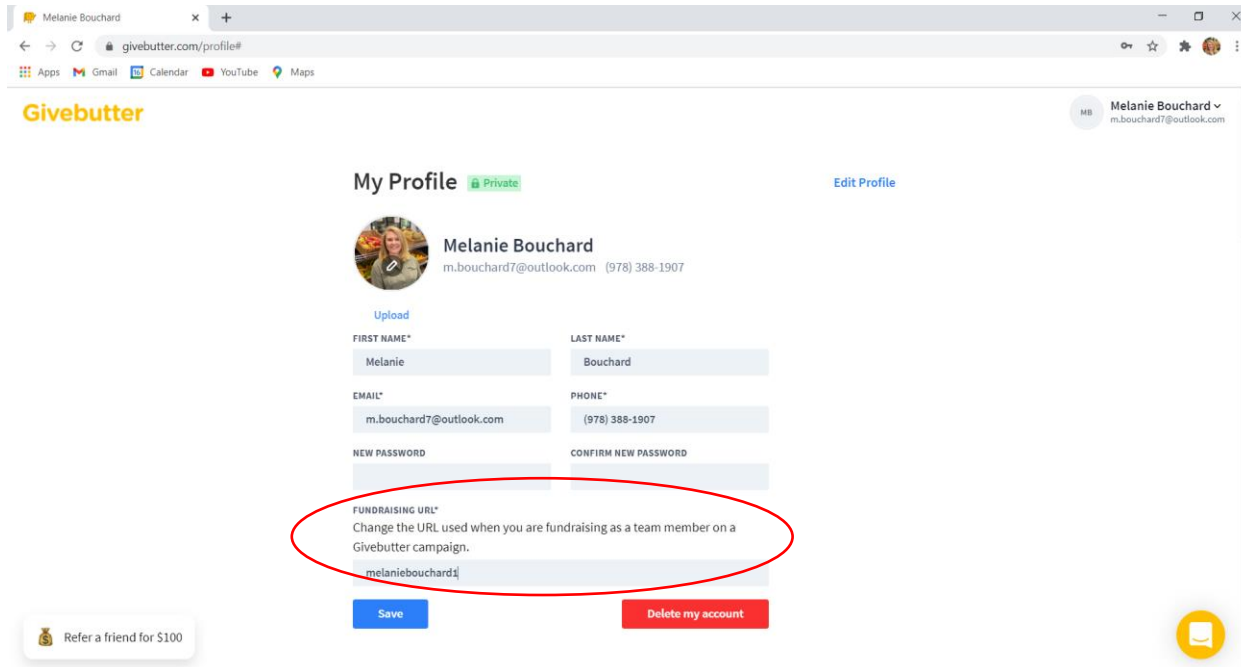 Melanie Bouchard
givebutter.com/profile#
Apps Gmail Calendar YouTube Maps
Givebutter
MB
Melanie Bouchard
m.bouchard7@outlook.com
My Profile Private Edit Profile
Melanie Bouchard
m.bouchard7@outlook.com (978) 388-1907
Upload
FIRST NAME* LAST NAME*
Melanie Bouchard
EMAIL* PHONE*
m.bouchard7@outlook.com (978) 388-1907
NEW PASSWORD CONFIRM NEW PASSWORD
FUNDRAISING URL*
Change the URL used when you are fundraising as a team member on a
Givebutter campaign.
melaniebouchard1
Save Delete my account
Refer a friend for $100